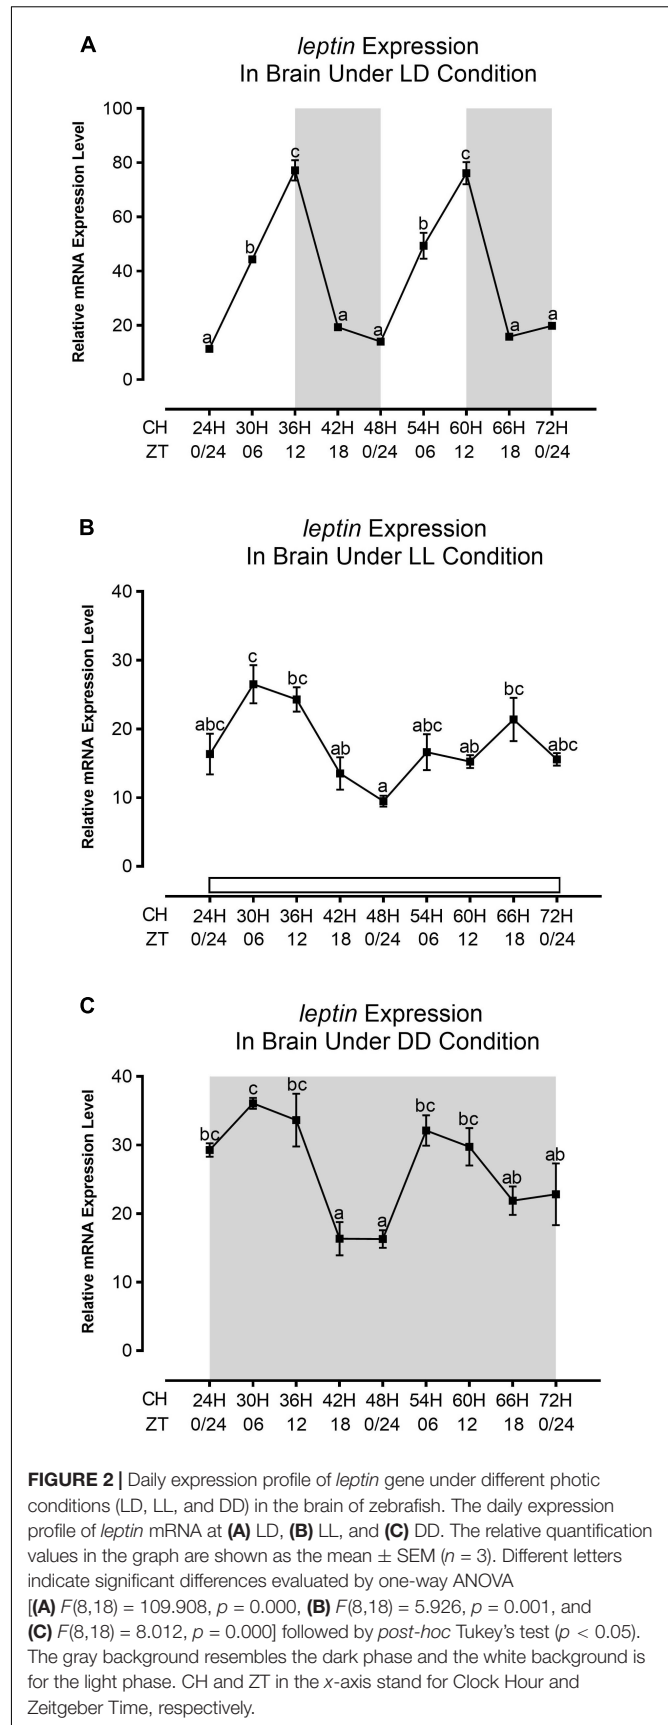 A
leptin Expression
In Brain Under LD Condition
Relative mRNA Expression Level
100
80
60
40
20
0
a
b
c
a
a
b
c
a
a
CH 24H 30H 36H 42H 48H 54H 60H 66H 72H
ZT 0/24 06 12 18 0/24 06 12 18 0/24
B
leptin Expression
In Brain Under LL Condition
Relative mRNA Expression Level
40
30
20
10
0
abc
c
bc
ab
a
abc
ab
bc
abc
CH 24H 30H 36H 42H 48H 54H 60H 66H 72H
ZT 0/24 06 12 18 0/24 06 12 18 0/24
C
leptin Expression
In Brain Under DD Condition
Relative mRNA Expression Level
40
30
20
10
0
bc
c
bc
a
a
bc
bc
ab
ab
CH 24H 30H 36H 42H 48H 54H 60H 66H 72H
ZT 0/24 06 12 18 0/24 06 12 18 0/24
FIGURE 2 | Daily expression profile of leptin gene under different photic
conditions (LD, LL, and DD) in the brain of zebrafish. The daily expression
profile of leptin mRNA at (A) LD, (B) LL, and (C) DD. The relative quantification
values in the graph are shown as the mean ± SEM (n = 3). Different letters
indicate significant differences evaluated by one-way ANOVA
[(A) F(8,18) = 109.908, p = 0.000, (B) F(8,18) = 5.926, p = 0.001, and
(C) F(8,18) = 8.012, p = 0.000] followed by post-hoc Tukey's test (p < 0.05).
The gray background resembles the dark phase and the white background is
for the light phase. CH and ZT in the x-axis stand for Clock Hour and
Zeitgeber Time, respectively.